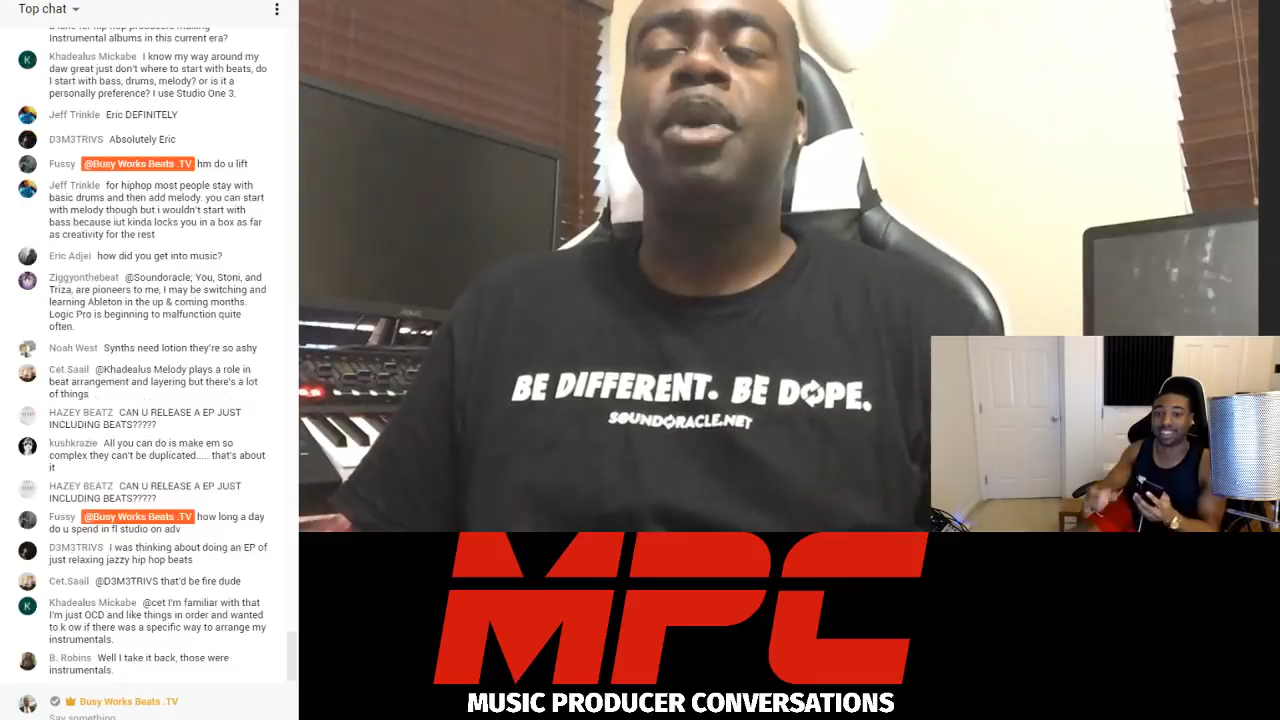 Top chat
Instrumental albums in this current era?
K
Khadealus Mickabe I know my way around my
daw great just don't where to start with beats, do
I start with bass, drums, melody? or is it a
personally preference? I use Studio One 3.
Jeff Trinkle Eric DEFINITELY
D3M3TRIVS Absolutely Eric
Fussy @Busy Works Beats .TV hm do u lift
Jeff Trinkle for hiphop most people stay with
basic drums and then add melody. you can start
with melody though but i wouldn't start with
bass because iut kinda locks you in a box as far
as creativity for the rest
Eric Adjei how did you get into music?
Ziggyonthebeat @Soundoracle; You, Stoni, and
Triza, are pioneers to me, I may be switching and
learning Ableton in the up & coming months.
Logic Pro is beginning to malfunction quite
often.
Noah West Synths need lotion they're so ashy
Cet.Saail @Khadealus Melody plays a role in
beat arrangement and layering but there's a lot
of things
HAZEY BEATZ CAN U RELEASE A EP JUST
INCLUDING BEATS?????
kushkrazie All you can do is make em so
complex they can't be duplicated..... that's about
it
HAZEY BEATZ CAN U RELEASE A EP JUST
INCLUDING BEATS?????
Fussy @Busy Works Beats .TV how long a day
do u spend in fl studio on adv
D3M3TRIVS I was thinking about doing an EP of
just relaxing jazzy hip hop beats
Cet.Saail @D3M3TRIVS that'd be fire dude
K
Khadealus Mickabe @cet I'm familiar with that
I'm just OCD and like things in order and wanted
to k ow if there was a specific way to arrange my
instrumentals.
B. Robins Well I take it back, those were
instrumentals.
Busy Works Beats .TV
Say something
BE DIFFERENT. BE DOPE.
SOUNDORACLE.NET
MPC
MUSIC PRODUCER CONVERSATIONS